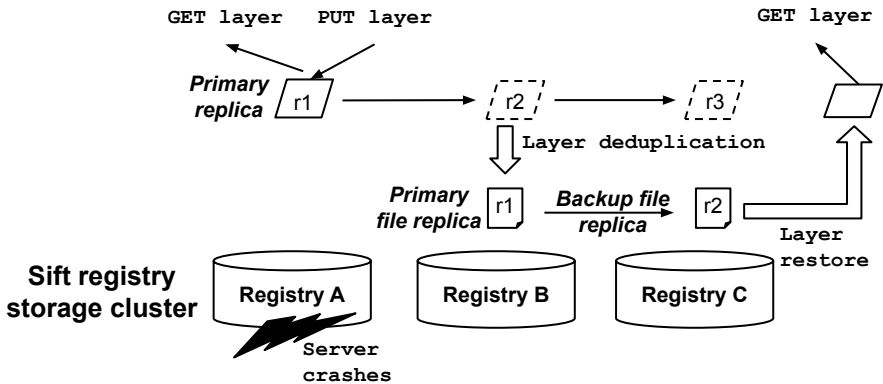 GET layer
PUT layer
GET layer
Primary
replica
r1
r2
r3
Layer deduplication
Primary
file replica
r1
Backup file
replica
r2
Layer
restore
Sift registry
storage cluster
Registry A
Registry B
Registry C
Server
crashes